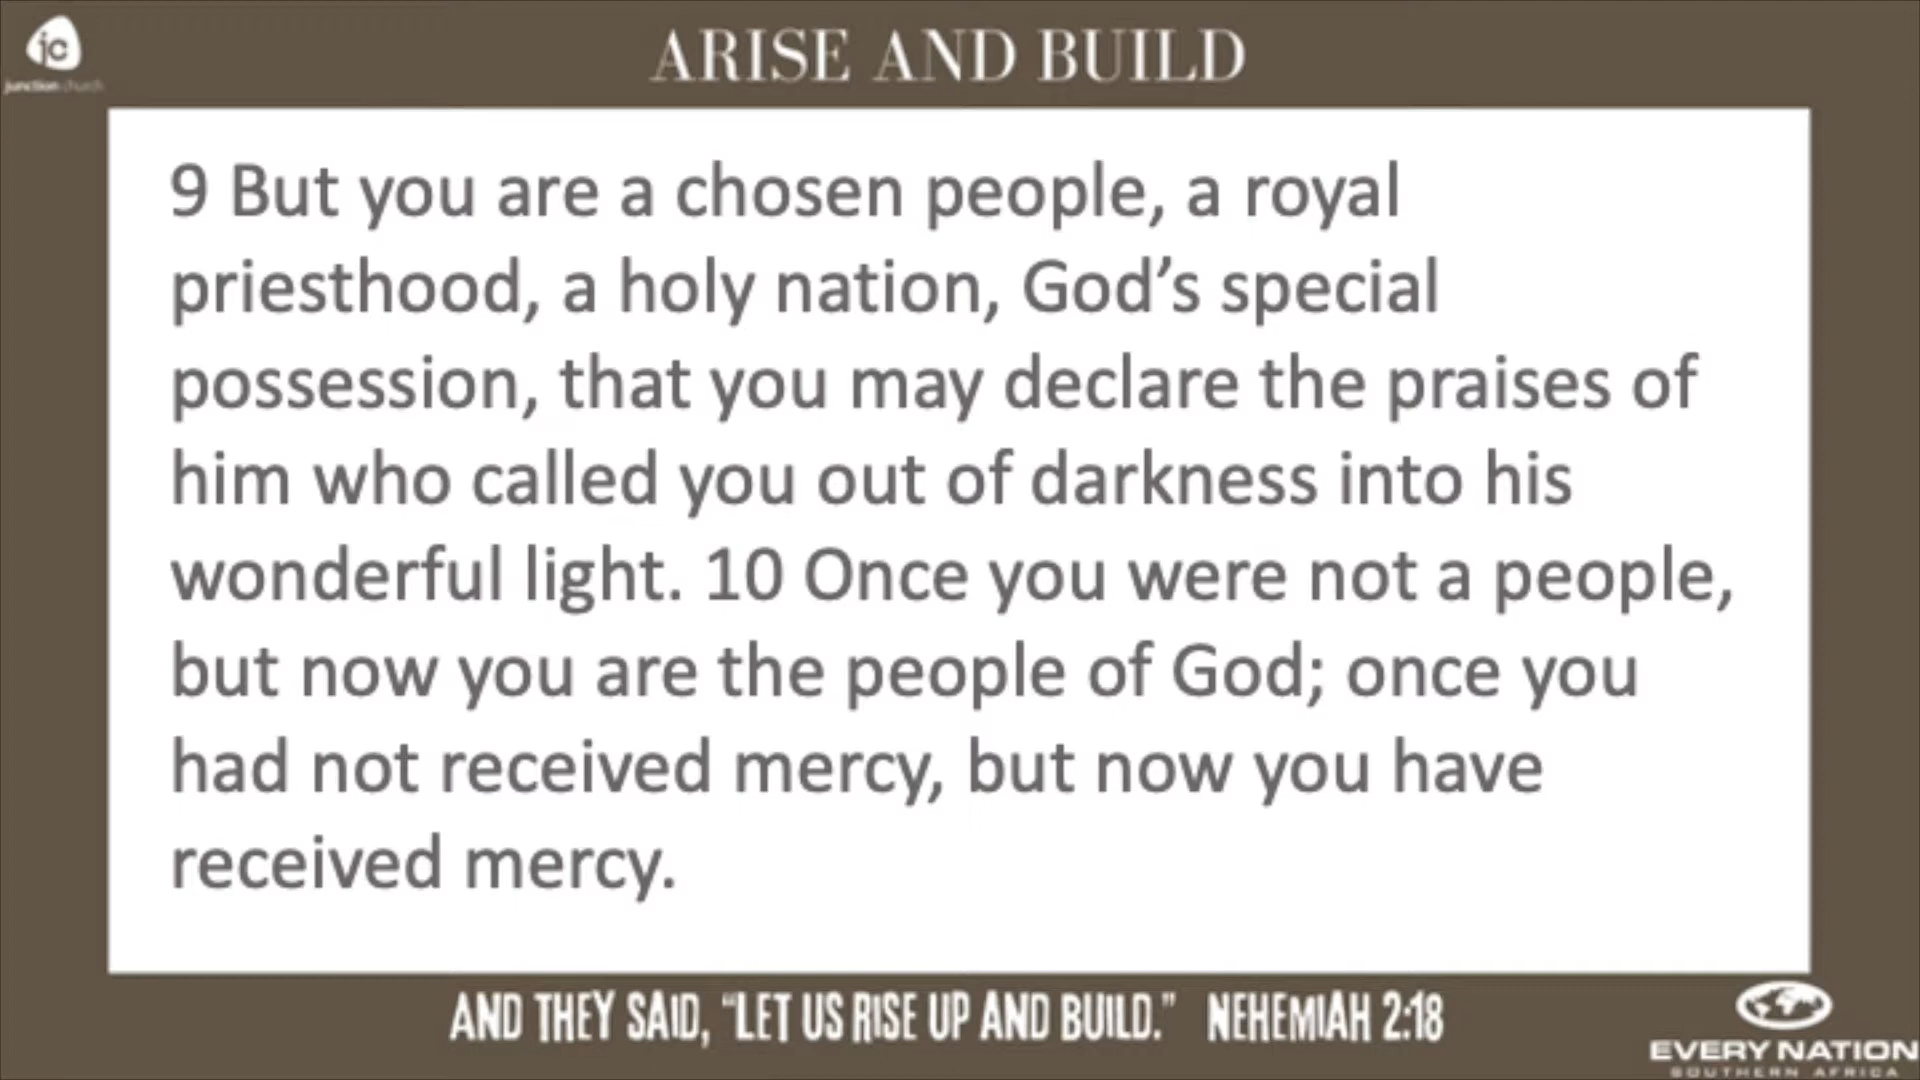 jc
junction church
ARISE AND BUILD
9 But you are a chosen people, a royal
priesthood, a holy nation, God’s special
possession, that you may declare the praises of
him who called you out of darkness into his
wonderful light. 10 Once you were not a people,
but now you are the people of God; once you
had not received mercy, but now you have
received mercy.
AND THEY SAID, “LET US RISE UP AND BUILD.” NEHEMIAH 2:18
EVERY NATION
SOUTHERN AFRICA